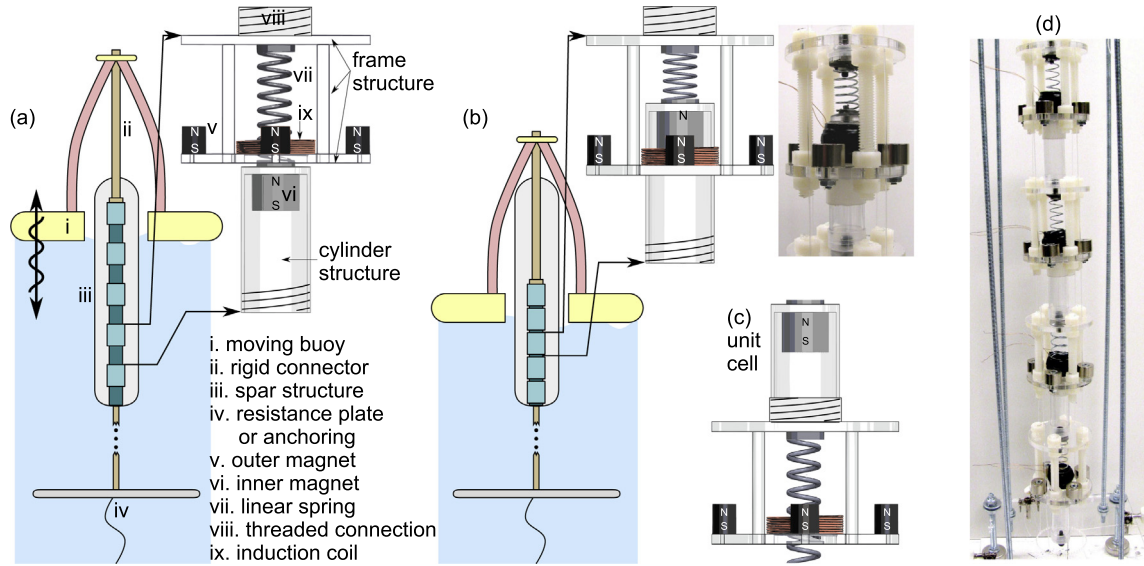 (a)
i
ii
iii
iv
i. moving buoy
ii. rigid connector
iii. spar structure
iv. resistance plate
or anchoring
v. outer magnet
vi. inner magnet
vii. linear spring
viii. threaded connection
ix. induction coil
viii
vii
frame
structure
ix
v
N
S
N
S
N
S
N
vi
S
cylinder
structure
(b)
N
N
S
N
S
N
S
(c)
unit
cell
N
S
N
S
N
S
N
S
(d)